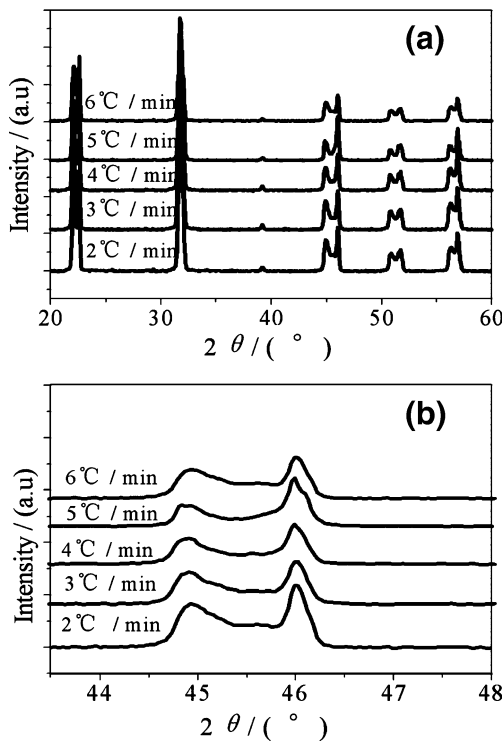 (a)
6℃ / min
5℃ / min
4℃ / min
3℃ / min
2℃ / min
Intensity / (a.u)
20 30 40 50 60
2 θ / ( ° )
(b)
6℃ / min
5℃ / min
4℃ / min
3℃ / min
2℃ / min
Intensity / (a.u)
44 45 46 47 48
2 θ / ( ° )